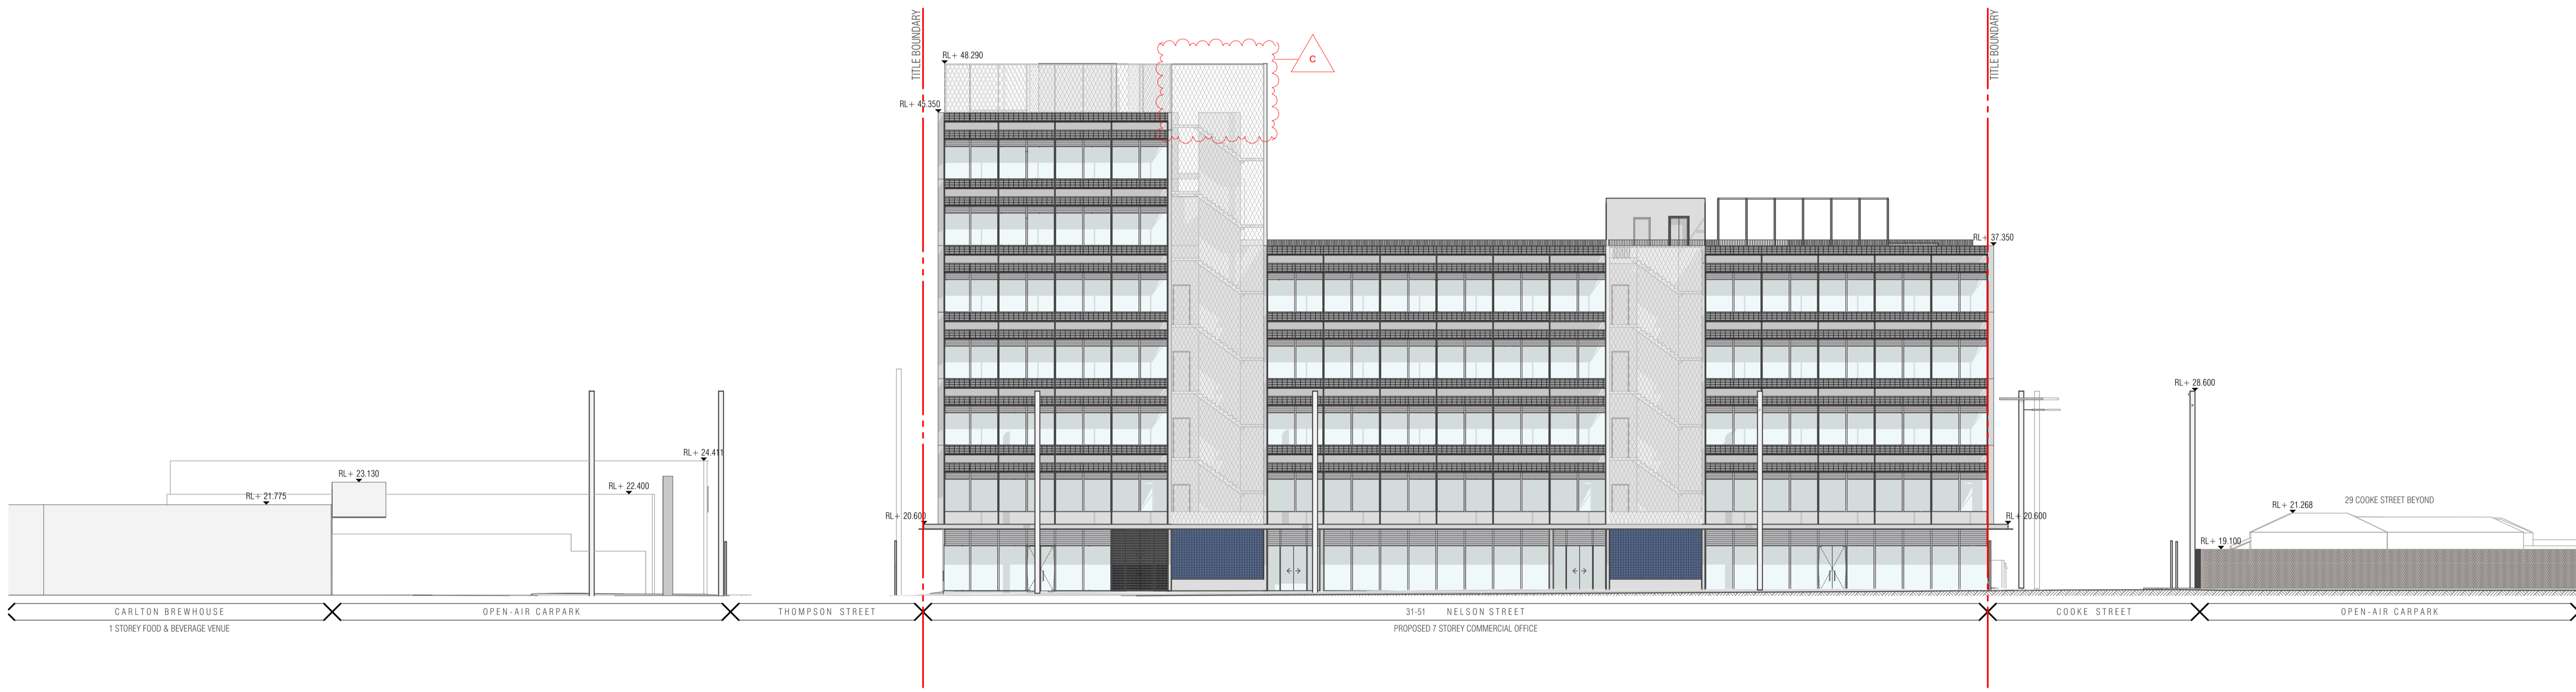 TITLE BOUNDARY
TITLE BOUNDARY
RL+ 48.290
C
RL+ 45.350
RL+ 37.350
RL+ 28.600
RL+ 24.411
RL+ 23.130
RL+ 22.400
RL+ 21.775
29 COOKE STREET BEYOND
RL+ 21.268
RL+ 20.600
RL+ 20.600
RL+ 19.100
CARLTON BREWHOUSE
OPEN-AIR CARPARK
THOMPSON STREET
31-51 NELSON STREET
COOKE STREET
OPEN-AIR CARPARK
1 STOREY FOOD & BEVERAGE VENUE
PROPOSED 7 STOREY COMMERCIAL OFFICE